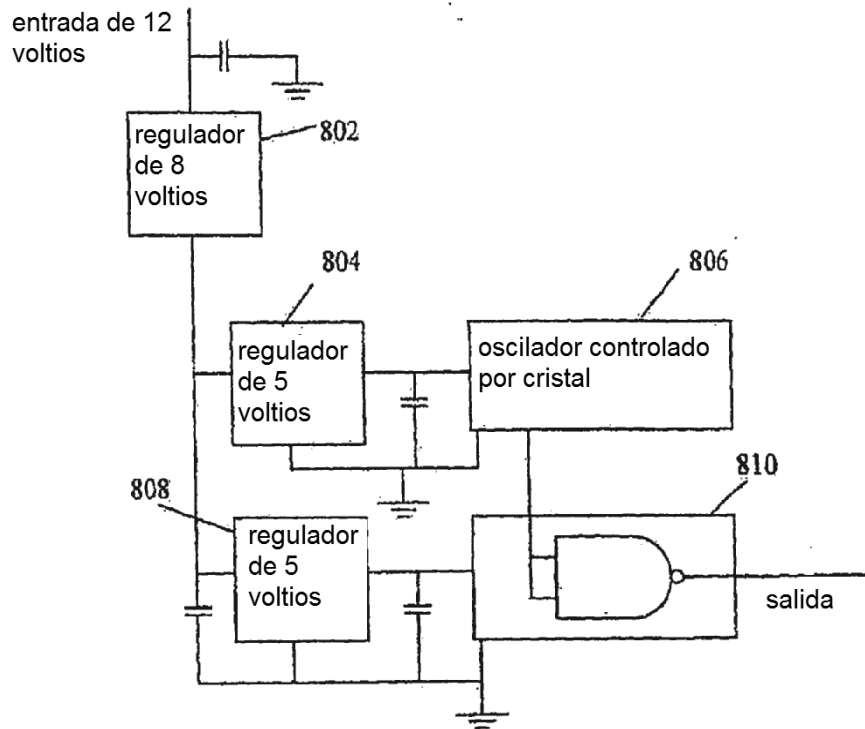 entrada de 12
voltios
regulador
de 8
voltios
802
804
806
regulador
de 5
voltios
oscilador controlado
por cristal
808
810
regulador
de 5
voltios
salida